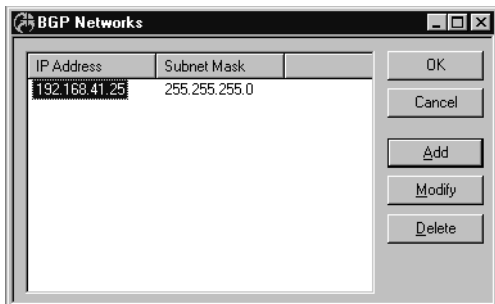 BGP Networks
IP Address Subnet Mask
192.168.41.25 255.255.255.0
OK
Cancel
Add
Modify
Delete